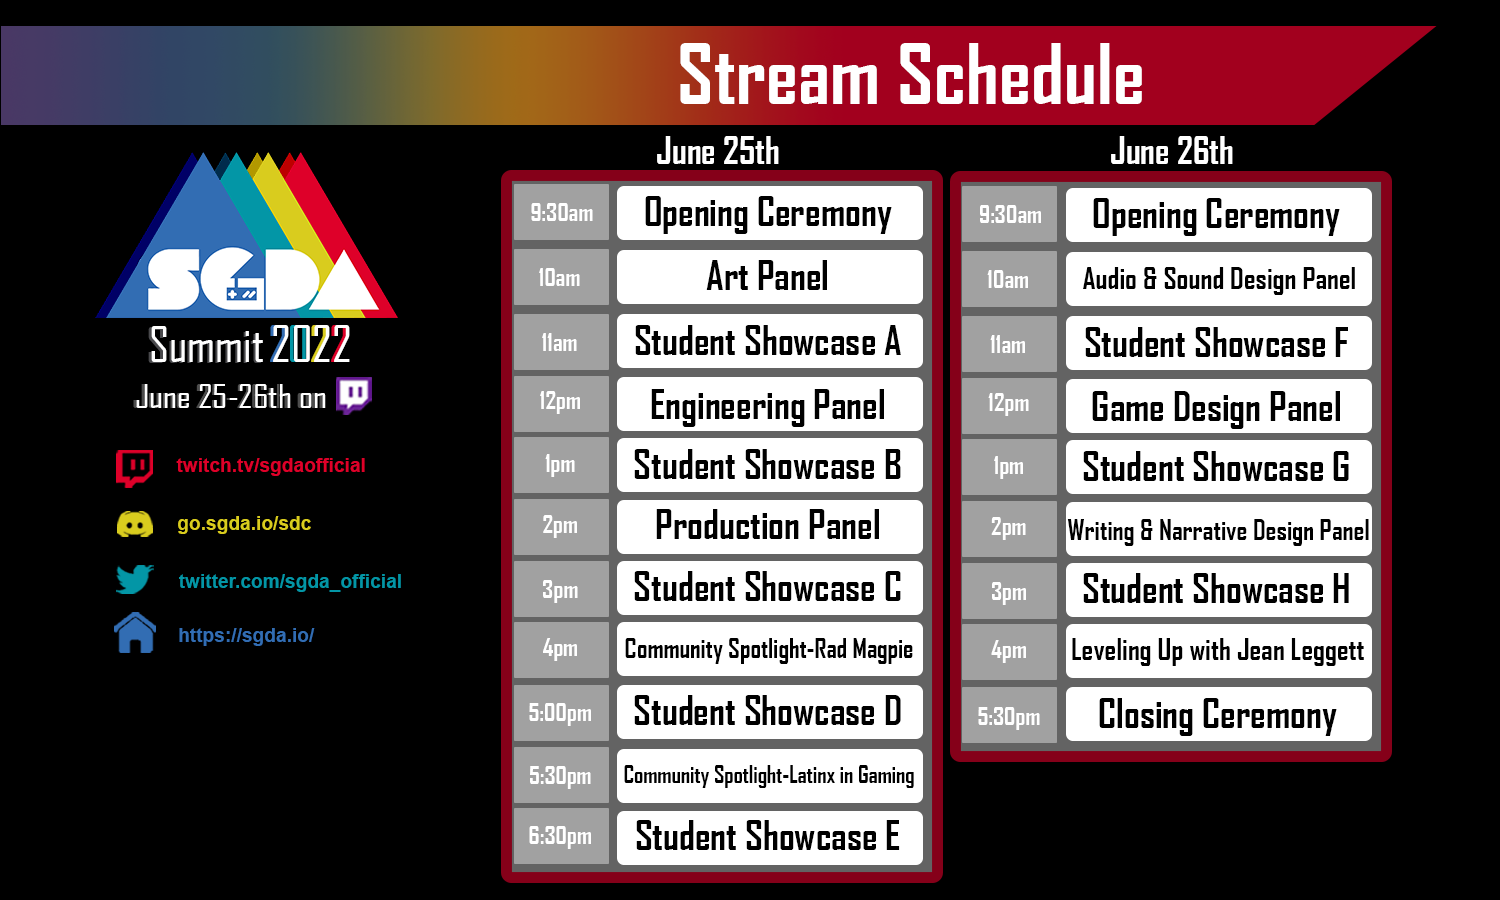 Stream Schedule
SGDA
Summit 2022
June 25-26th on
twitch.tv/sgdaofficial
go.sgda.io/sdc
twitter.com/sgda_official
https://sgda.io/
June 25th
9:30am Opening Ceremony
10am Art Panel
11am Student Showcase A
12pm Engineering Panel
1pm Student Showcase B
2pm Production Panel
3pm Student Showcase C
4pm Community Spotlight-Rad Magpie
5:00pm Student Showcase D
5:30pm Community Spotlight-Latinx in Gaming
6:30pm Student Showcase E
June 26th
9:30am Opening Ceremony
10am Audio & Sound Design Panel
11am Student Showcase F
12pm Game Design Panel
1pm Student Showcase G
2pm Writing & Narrative Design Panel
3pm Student Showcase H
4pm Leveling Up with Jean Leggett
5:30pm Closing Ceremony